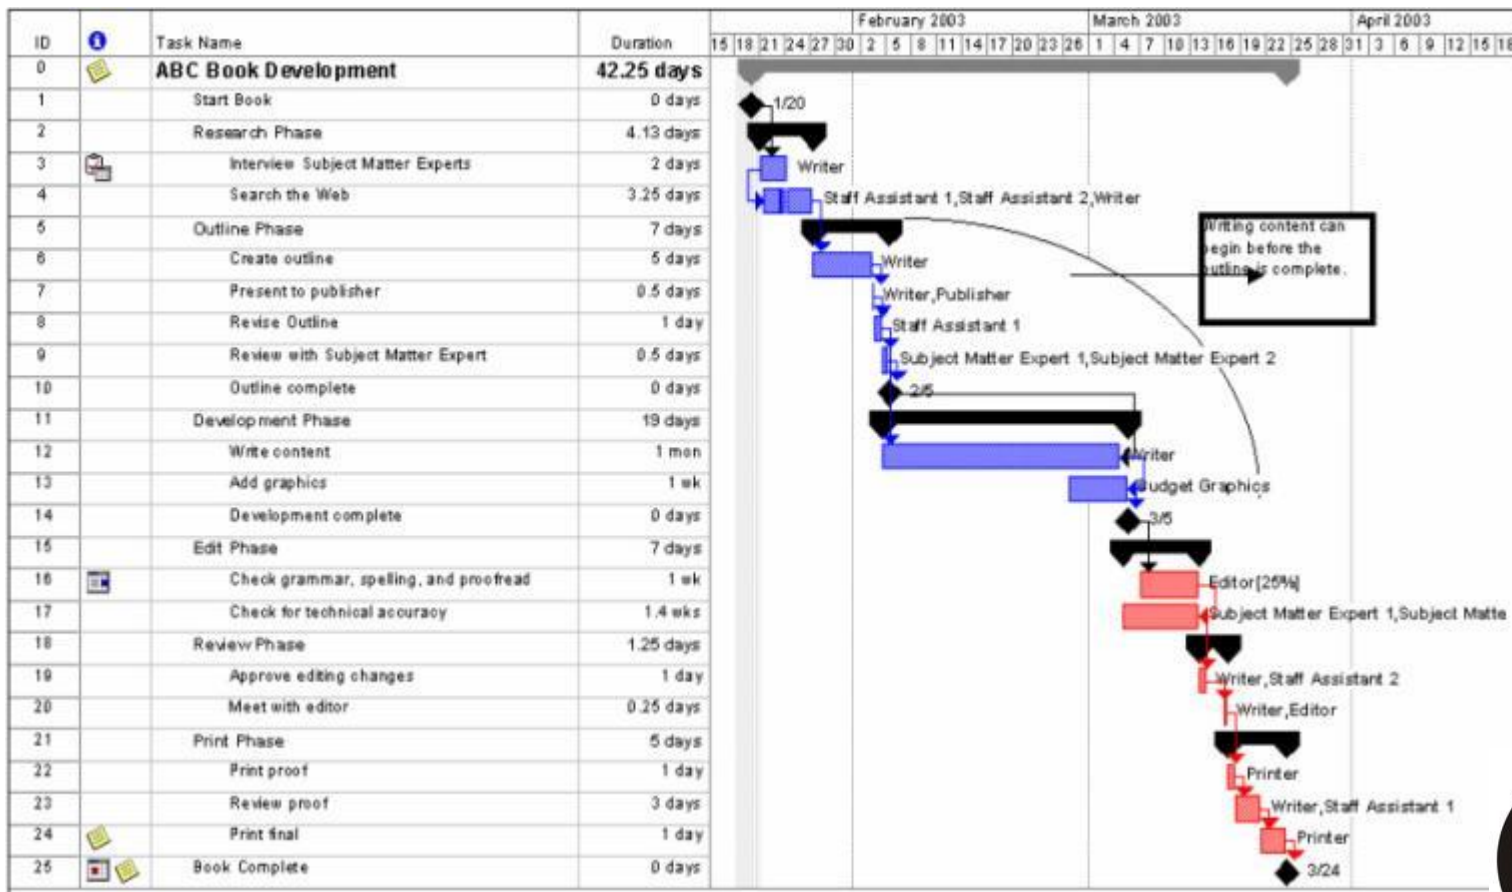 February 2003 March 2003 April 2003
ID Task Name Duration 15 18 21 24 27 30 2 5 8 11 14 17 20 23 26 1 4 7 10 13 16 19 22 25 28 31 3 6 9 12 15 18
0 ABC Book Development 42.25 days
1 Start Book 0 days 1/20
2 Research Phase 4.13 days
3 Interview Subject Matter Experts 2 days Writer
4 Search the Web 3.25 days Staff Assistant 1,Staff Assistant 2,Writer
5 Outline Phase 7 days Writing content can
begin before the
6 Create outline 5 days Writer outline is complete.
7 Present to publisher 0.5 days Writer,Publisher
8 Revise Outline 1 day Staff Assistant 1
9 Review with Subject Matter Expert 0.5 days Subject Matter Expert 1,Subject Matter Expert 2
10 Outline complete 0 days 2/5
11 Development Phase 19 days
12 Write content 1 mon Writer
13 Add graphics 1 wk Budget Graphics
14 Development complete 0 days 3/5
15 Edit Phase 7 days
16 Check grammar, spelling, and proofread 1 wk Editor[25%]
17 Check for technical accuracy 1.4 wks Subject Matter Expert 1,Subject Matte
18 Review Phase 1.25 days
19 Approve editing changes 1 day Writer,Staff Assistant 2
20 Meet with editor 0.25 days Writer,Editor
21 Print Phase 5 days
22 Print proof 1 day Printer
23 Review proof 3 days Writer,Staff Assistant 1
24 Print final 1 day Printer
25 Book Complete 0 days 3/24